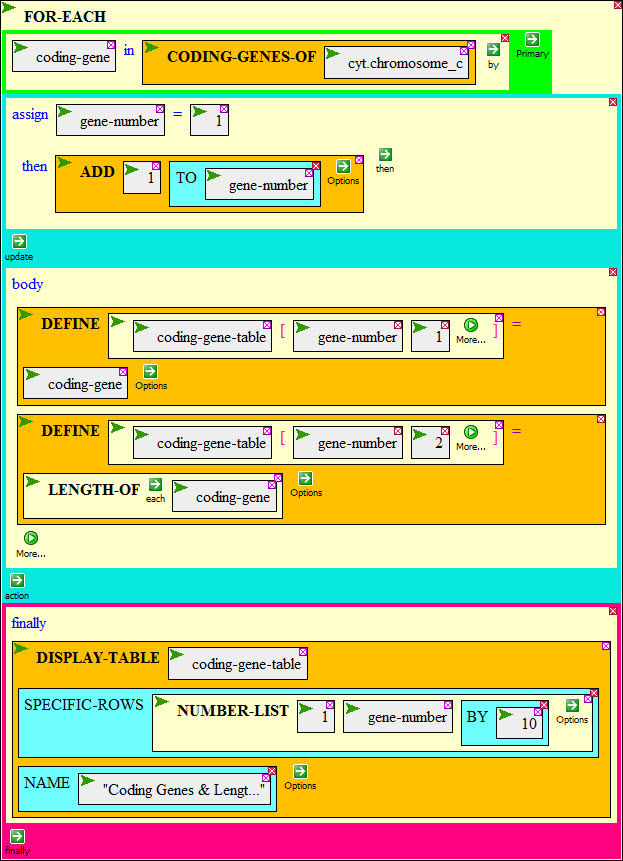 FOR-EACH
coding-gene in CODING-GENES-OF cyt.chromosome_c by Primary
assign gene-number = 1
then ADD 1 TO gene-number Options then
update
body
DEFINE coding-gene-table [ gene-number 1 More... ] =
coding-gene Options
DEFINE coding-gene-table [ gene-number 2 More... ] =
LENGTH-OF each coding-gene Options
More...
action
finally
DISPLAY-TABLE coding-gene-table
SPECIFIC-ROWS NUMBER-LIST 1 gene-number BY 10 Options
NAME "Coding Genes & Lengt..." Options
finally